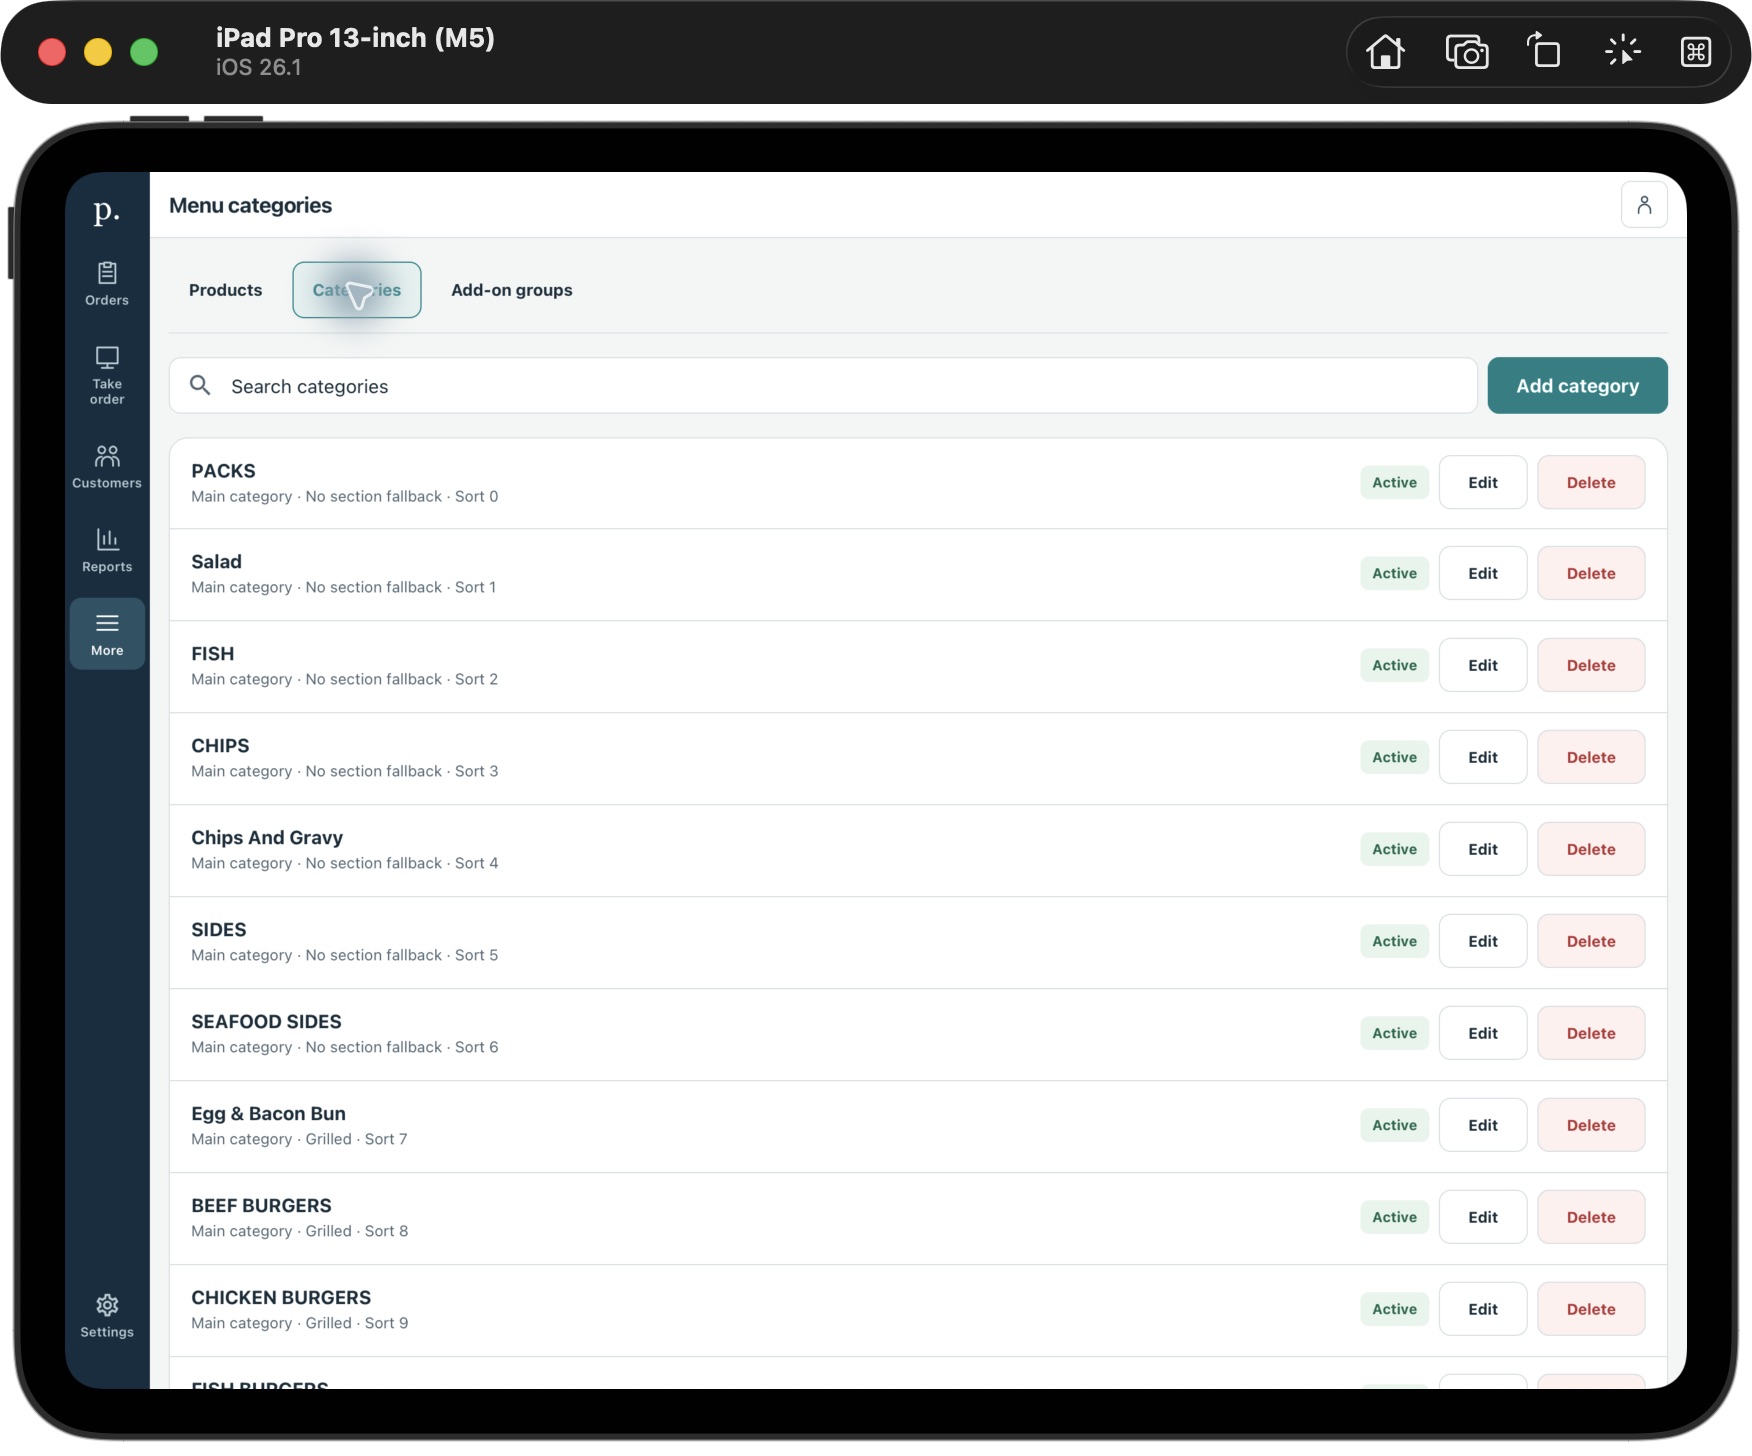 iPad Pro 13-inch (M5)
iOS 26.1
p.
Orders
Take
order
Customers
Reports
More
Settings
Menu categories
Products
Categories
Add-on groups
Search categories
Add category
PACKS
Main category · No section fallback · Sort 0
Active
Edit
Delete
Salad
Main category · No section fallback · Sort 1
Active
Edit
Delete
FISH
Main category · No section fallback · Sort 2
Active
Edit
Delete
CHIPS
Main category · No section fallback · Sort 3
Active
Edit
Delete
Chips And Gravy
Main category · No section fallback · Sort 4
Active
Edit
Delete
SIDES
Main category · No section fallback · Sort 5
Active
Edit
Delete
SEAFOOD SIDES
Main category · No section fallback · Sort 6
Active
Edit
Delete
Egg & Bacon Bun
Main category · Grilled · Sort 7
Active
Edit
Delete
BEEF BURGERS
Main category · Grilled · Sort 8
Active
Edit
Delete
CHICKEN BURGERS
Main category · Grilled · Sort 9
Active
Edit
Delete
FISH BURGERS